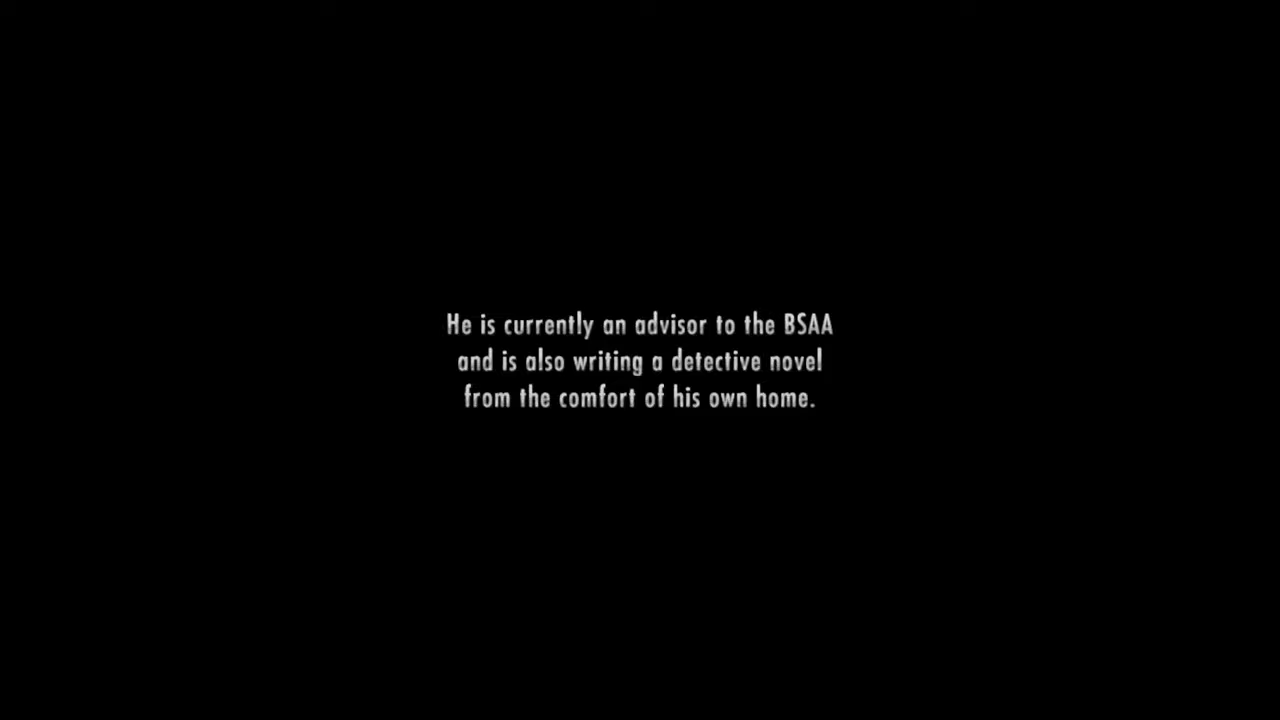 He is currently an advisor to the BSAA
and is also writing a detective novel
from the comfort of his own home.